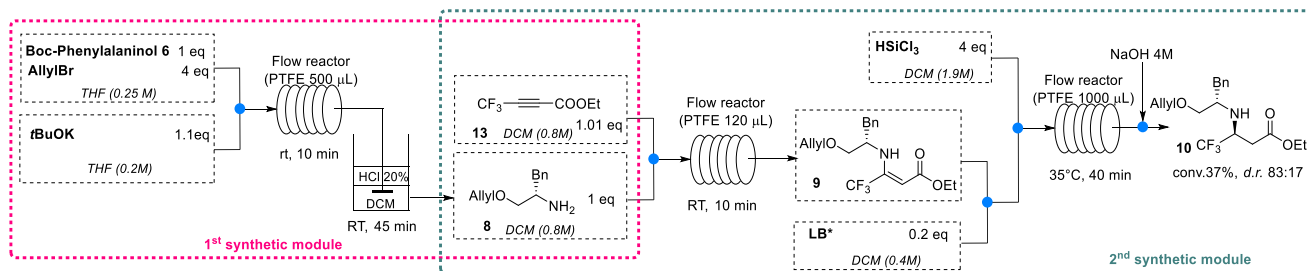 Boc-Phenylalaninol 6 1 eq
AllylBr 4 eq
THF (0.25 M)
tBuOK 1.1eq
THF (0.2M)
Flow reactor
(PTFE 500 µL)
rt, 10 min
HCl 20%
DCM
RT, 45 min
1st synthetic module
CF3 COOEt
13 DCM (0.8M) 1.01 eq
Bn
AllylO NH2 1 eq
8 DCM (0.8M)
Flow reactor
(PTFE 120 µL)
RT, 10 min
Bn
AllylO NH O
9 CF3 OEt
LB* 0.2 eq
DCM (0.4M)
HSiCl3 4 eq
DCM (1.9M)
Flow reactor
(PTFE 1000 µL)
35°C, 40 min
NaOH 4M
Bn
AllylO NH O
10 CF3 OEt
conv.37%, d.r. 83:17
2nd synthetic module